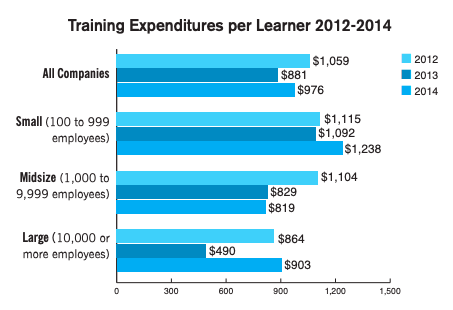 Training Expenditures per Learner 2012-2014
All Companies
$1,059
$881
$976
2012
2013
2014
Small (100 to 999
employees)
$1,115
$1,092
$1,238
Midsize (1,000 to
9,999 employees)
$1,104
$829
$819
Large (10,000 or
more employees)
$864
$490
$903
0 300 600 900 1,200 1,500